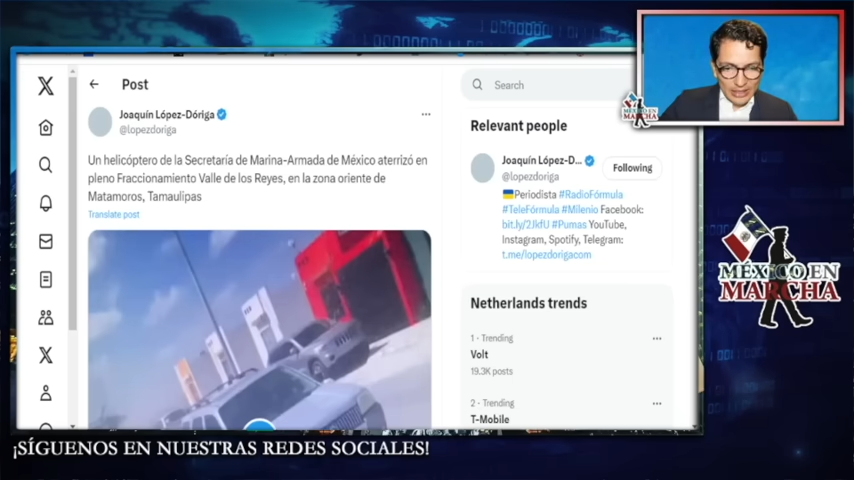 Post
Joaquín López-Dóriga
@lopezdoriga
Un helicóptero de la Secretaría de Marina-Armada de México aterrizó en
pleno Fraccionamiento Valle de los Reyes, en la zona oriente de
Matamoros, Tamaulipas
Translate post
Search
Relevant people
Joaquín López-D...
@lopezdoriga
Following
Periodista #RadioFórmula
#TeleFórmula #Milenio Facebook:
bit.ly/2JkfU #Pumas YouTube,
Instagram, Spotify, Telegram:
t.me/lopezdorigacom
Netherlands trends
1 - Trending
Volt
19.3K posts
2 - Trending
T-Mobile
MÉXICO EN
MARCHA
MÉXICO EN
MARCHA
¡SÍGUENOS EN NUESTRAS REDES SOCIALES!